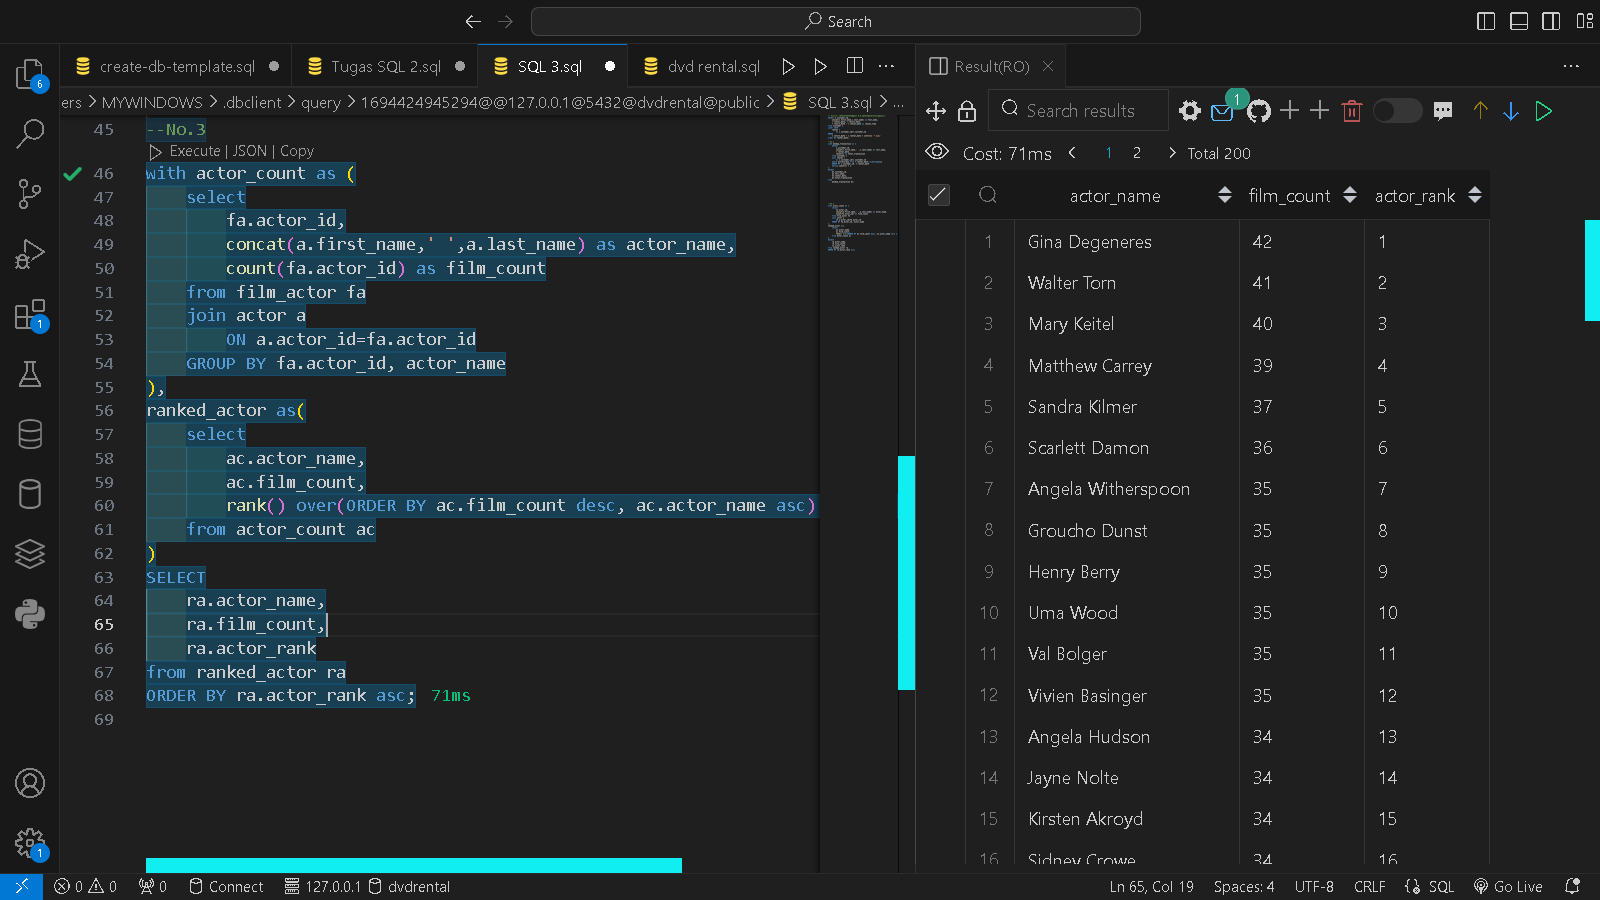 Search
create-db-template.sql
Tugas SQL 2.sql
SQL 3.sql
dvd rental.sql
Result(RO)
6
ers > MYWINDOWS > .dbclient > query > 1694424945294@@127.0.0.1@5432@dvdrental@public > SQL 3.sql > ...
Search results
1
Cost: 71ms < 1 2 > Total 200
45 --No.3
Execute | JSON | Copy
46 with actor_count as (
47 select
48 fa.actor_id,
49 concat(a.first_name,' ',a.last_name) as actor_name,
50 count(fa.actor_id) as film_count
51 from film_actor fa
52 join actor a
53 ON a.actor_id=fa.actor_id
54 GROUP BY fa.actor_id, actor_name
55 ),
56 ranked_actor as(
57 select
58 ac.actor_name,
59 ac.film_count,
60 rank() over(ORDER BY ac.film_count desc, ac.actor_name asc)
61 from actor_count ac
62 )
63 SELECT
64 ra.actor_name,
65 ra.film_count,
66 ra.actor_rank
67 from ranked_actor ra
68 ORDER BY ra.actor_rank asc; 71ms
69
1
1
actor_name film_count actor_rank
1 Gina Degeneres 42 1
2 Walter Torn 41 2
3 Mary Keitel 40 3
4 Matthew Carrey 39 4
5 Sandra Kilmer 37 5
6 Scarlett Damon 36 6
7 Angela Witherspoon 35 7
8 Groucho Dunst 35 8
9 Henry Berry 35 9
10 Uma Wood 35 10
11 Val Bolger 35 11
12 Vivien Basinger 35 12
13 Angela Hudson 34 13
14 Jayne Nolte 34 14
15 Kirsten Akroyd 34 15
16 Sidney Crowe 34 16
0 0 0 Connect 127.0.0.1 dvdrental
Ln 65, Col 19 Spaces: 4 UTF-8 CRLF SQL Go Live